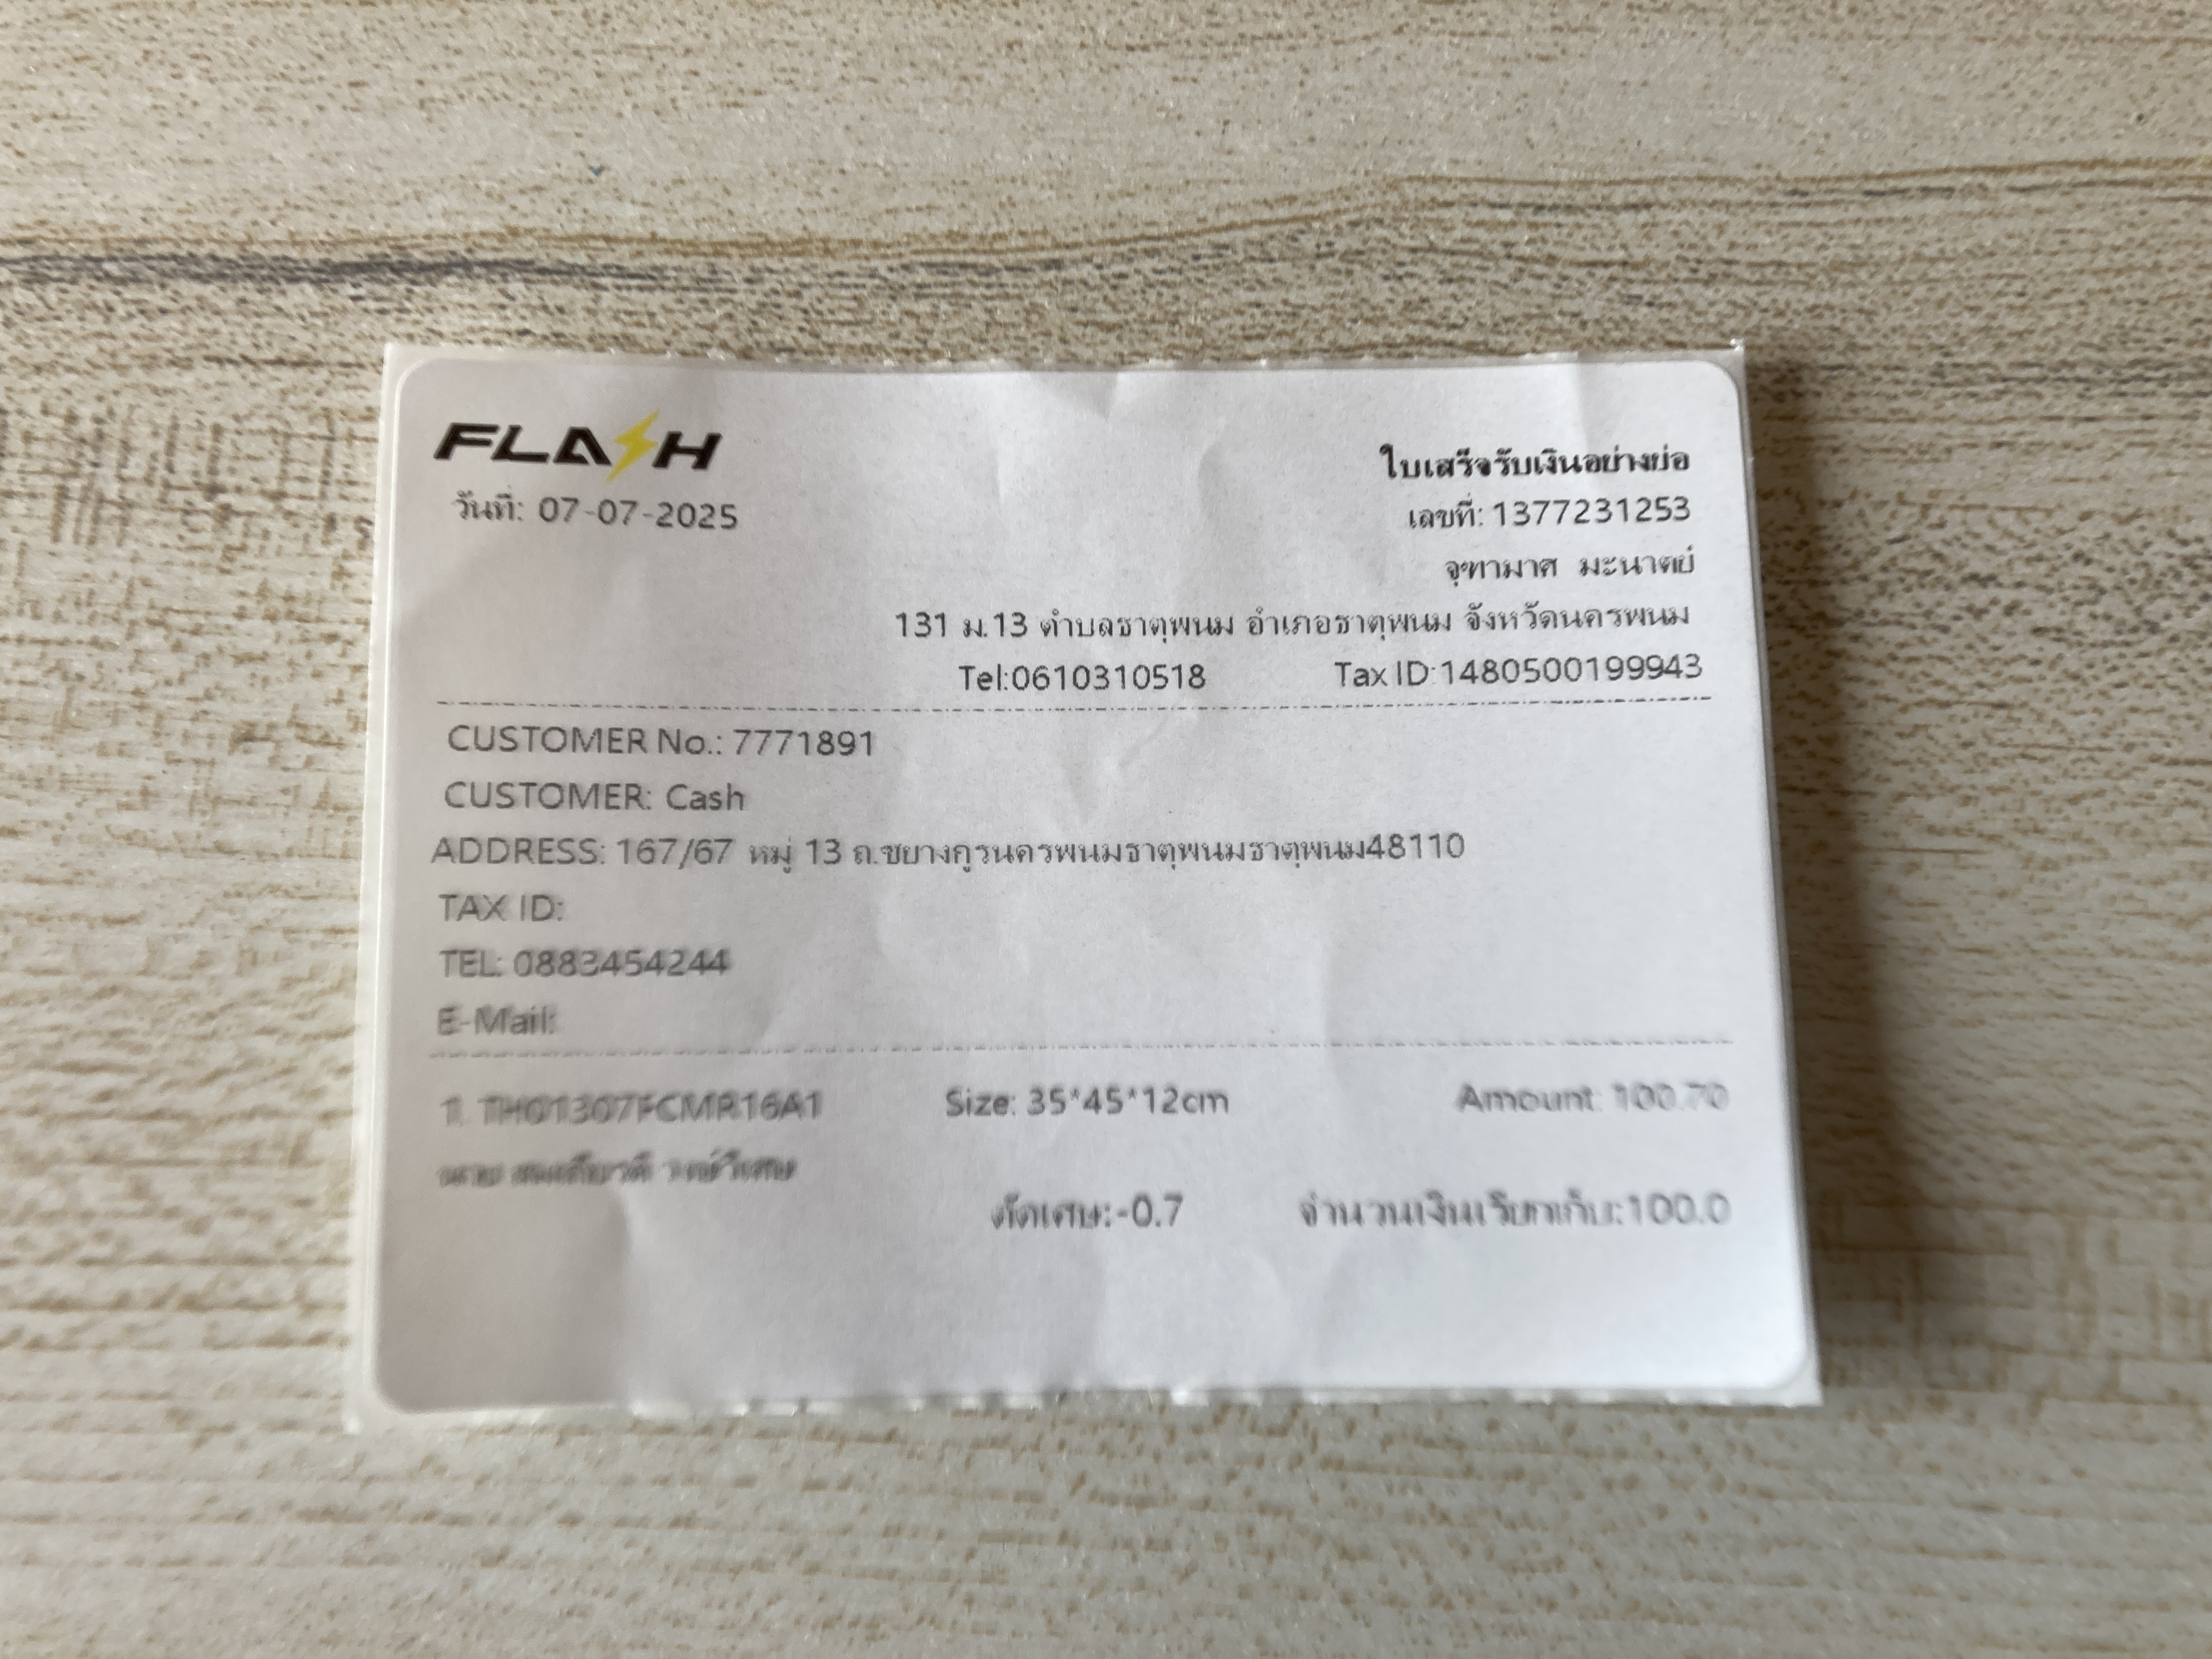 FLASH
ใบเสร็จรับเงินอย่างย่อ
วันที่: 07-07-2025
เลขที่: 1377231253
จุฑามาศ มะนาตย์
131 ม.13 ตำบลธาตุพนม อำเภอธาตุพนม จังหวัดนครพนม
Tel:0610310518 Tax ID:1480500199943
CUSTOMER No.: 7771891
CUSTOMER: Cash
ADDRESS: 167/67 หมู่ 13 ถ.ชยางกูรนครพนมธาตุพนมธาตุพนม48110
TAX ID:
TEL: 0883454244
E-Mail:
1. TH01307FCMR16A1 Size: 35*45*12cm Amount: 100.70
นาย
ตัดเศษ:-0.7 จำนวนเงินเรียกเก็บ:100.0